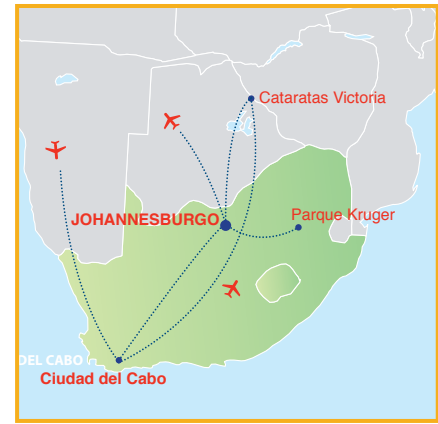 Cataratas Victoria
JOHANNESBURGO
Parque Kruger
DEL CABO
Ciudad del Cabo